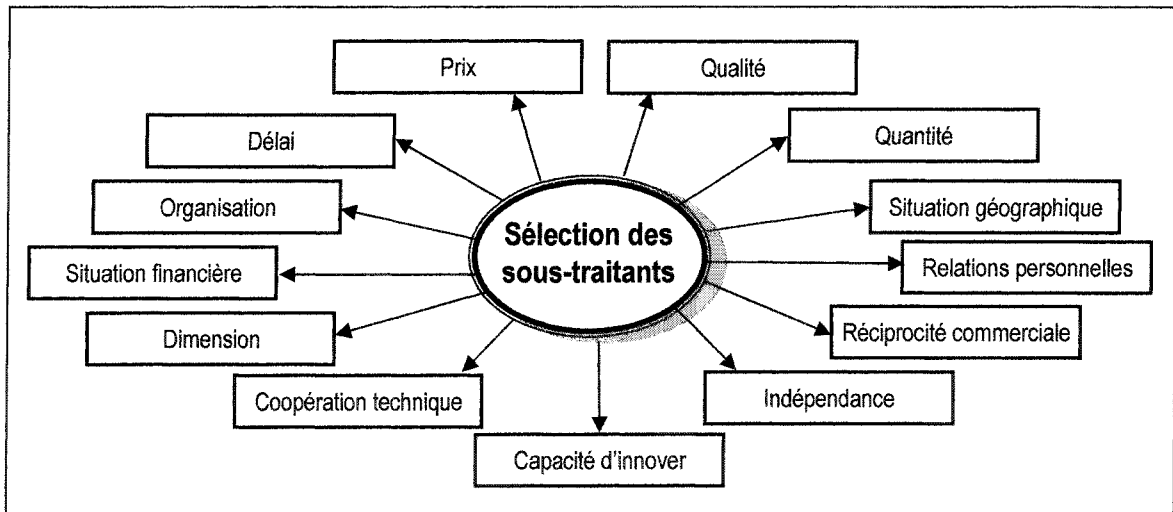 Prix
Qualité
Délai
Quantité
Organisation
Situation géographique
Sélection des
sous-traitants
Situation financière
Relations personnelles
Dimension
Réciprocité commerciale
Coopération technique
Indépendance
Capacité d'innover